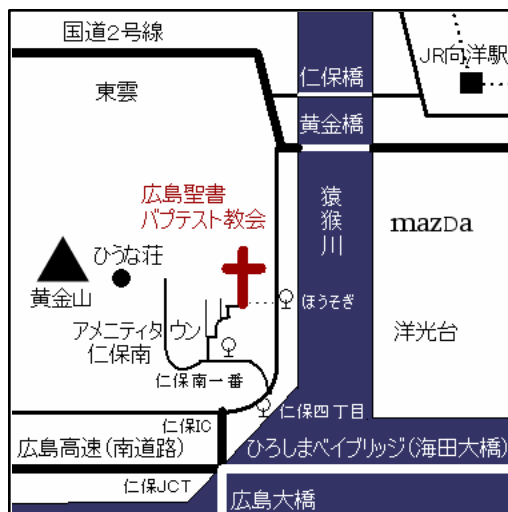 国道2号線
JR向洋駅
仁保橋
東雲
黄金橋
広島聖書
バプテスト教会
猿猴川
mazDa
ひうな荘
黄金山
ほうそぎ
アメニティタウン
仁保南
洋光台
仁保南一番
仁保四丁目
仁保IC
広島高速(南道路)
ひろしまベイブリッジ(海田大橋)
仁保JCT
広島大橋